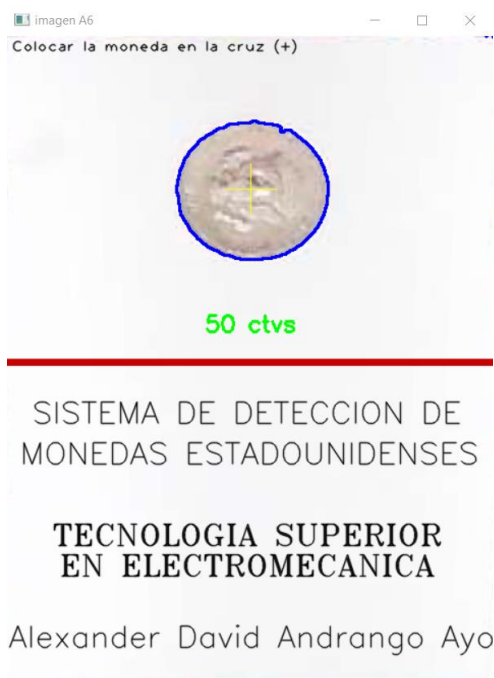 imagen A6
Colocar la moneda en la cruz (+)
50 ctvs
SISTEMA DE DETECCION DE
MONEDAS ESTADOUNIDENSES
TECNOLOGIA SUPERIOR
EN ELECTROMECANICA
Alexander David Andrango Ayo